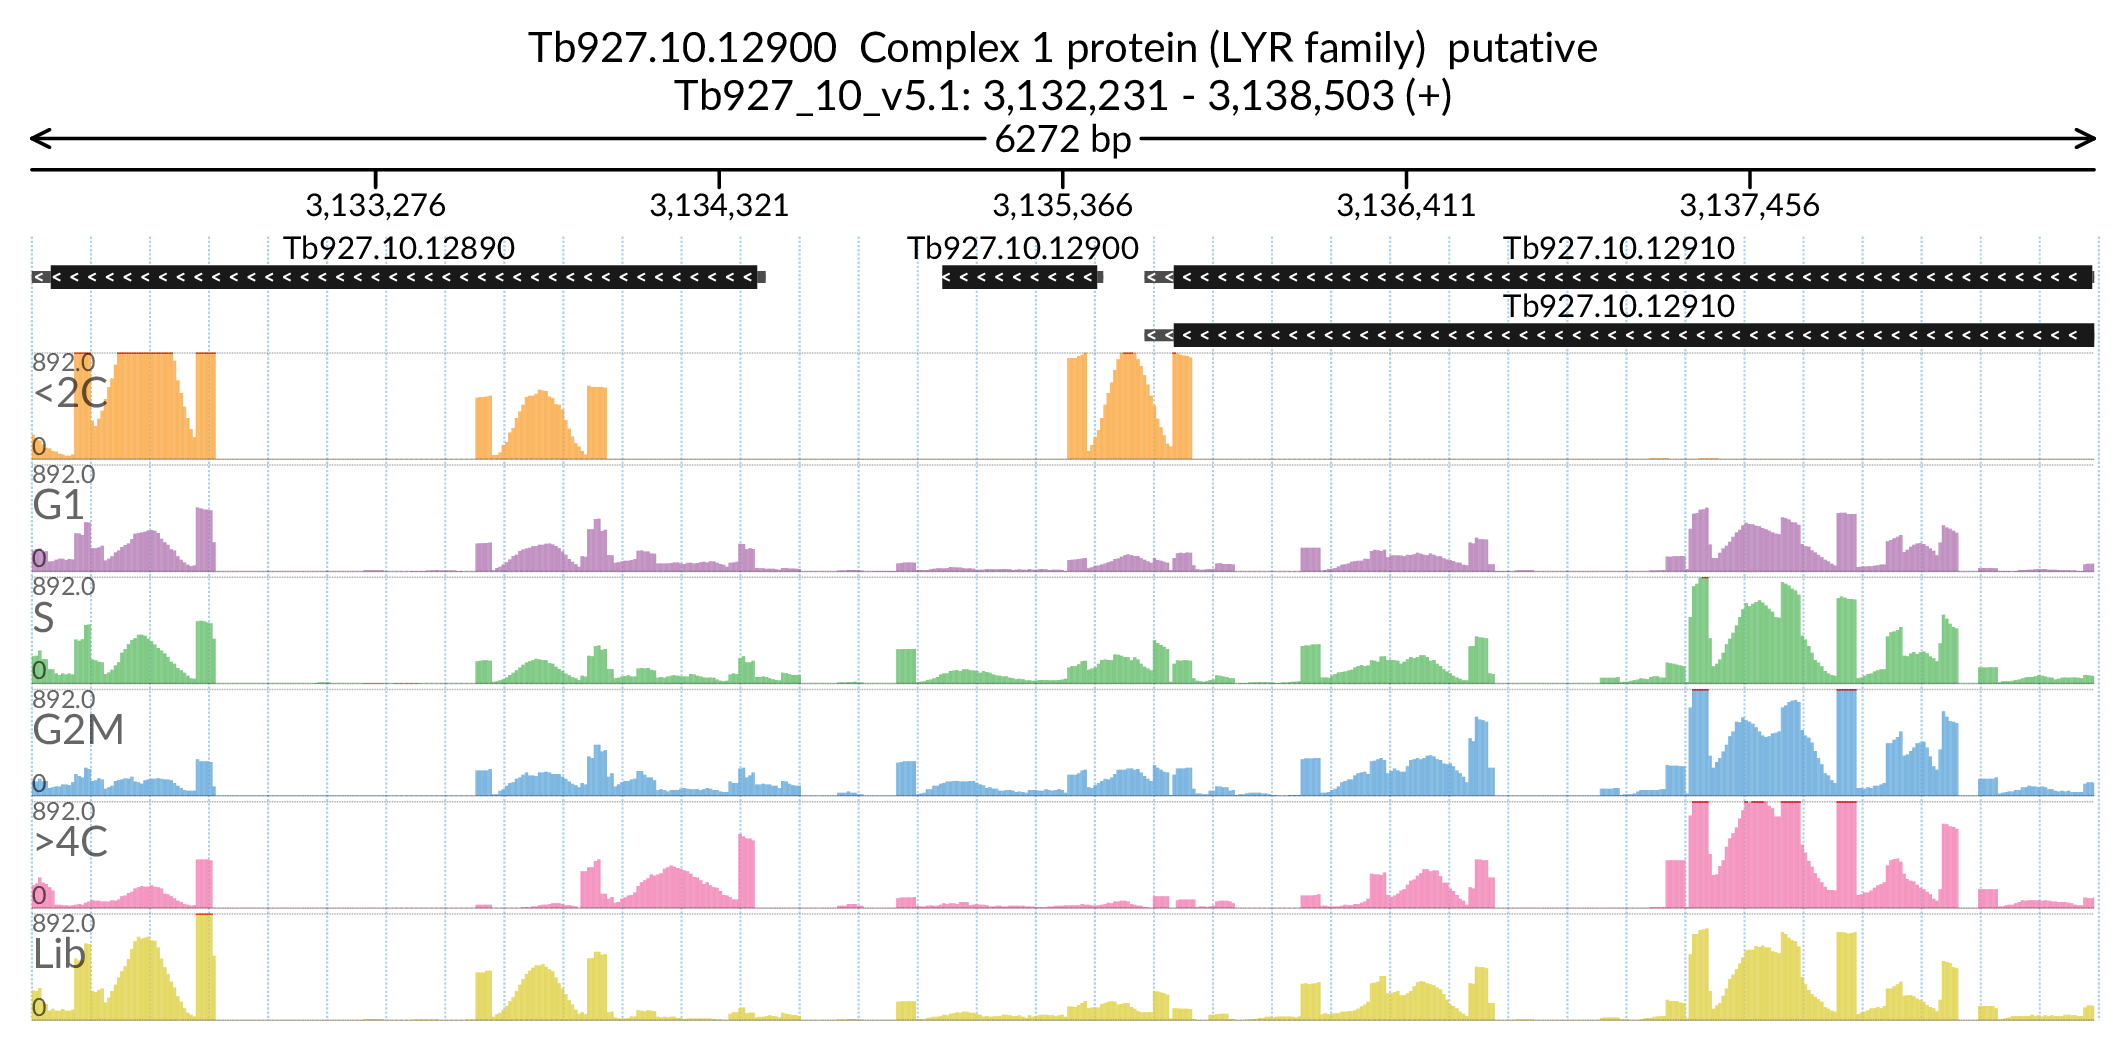 Tb927.10.12900  Complex 1 protein (LYR family)  putative
Tb927_10_v5.1: 3,132,231 - 3,138,503 (+)
6272 bp
3,133,276 3,134,321 3,135,366 3,136,411 3,137,456
Tb927.10.12890 Tb927.10.12900 Tb927.10.12910
Tb927.10.12910
892.0
<2C
0
892.0
G1
0
892.0
S
0
892.0
G2M
0
892.0
>4C
0
892.0
Lib
0